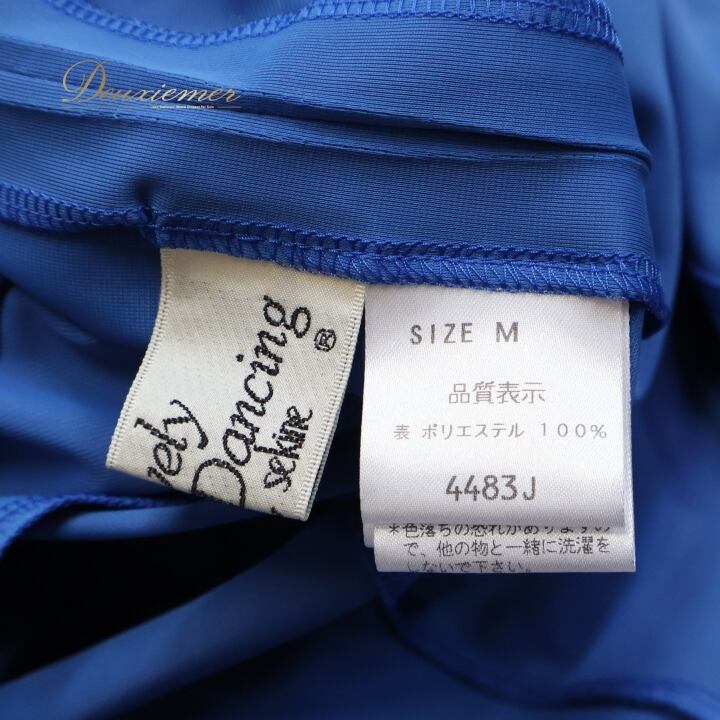 Douxiemer
vely
Dancing
®
sekine
SIZE M
品質表示
表 ポリエステル 100%
4483J
*色落ちの恐れがありますの
で、他の物と一緒に洗濯を
しないで下さい。